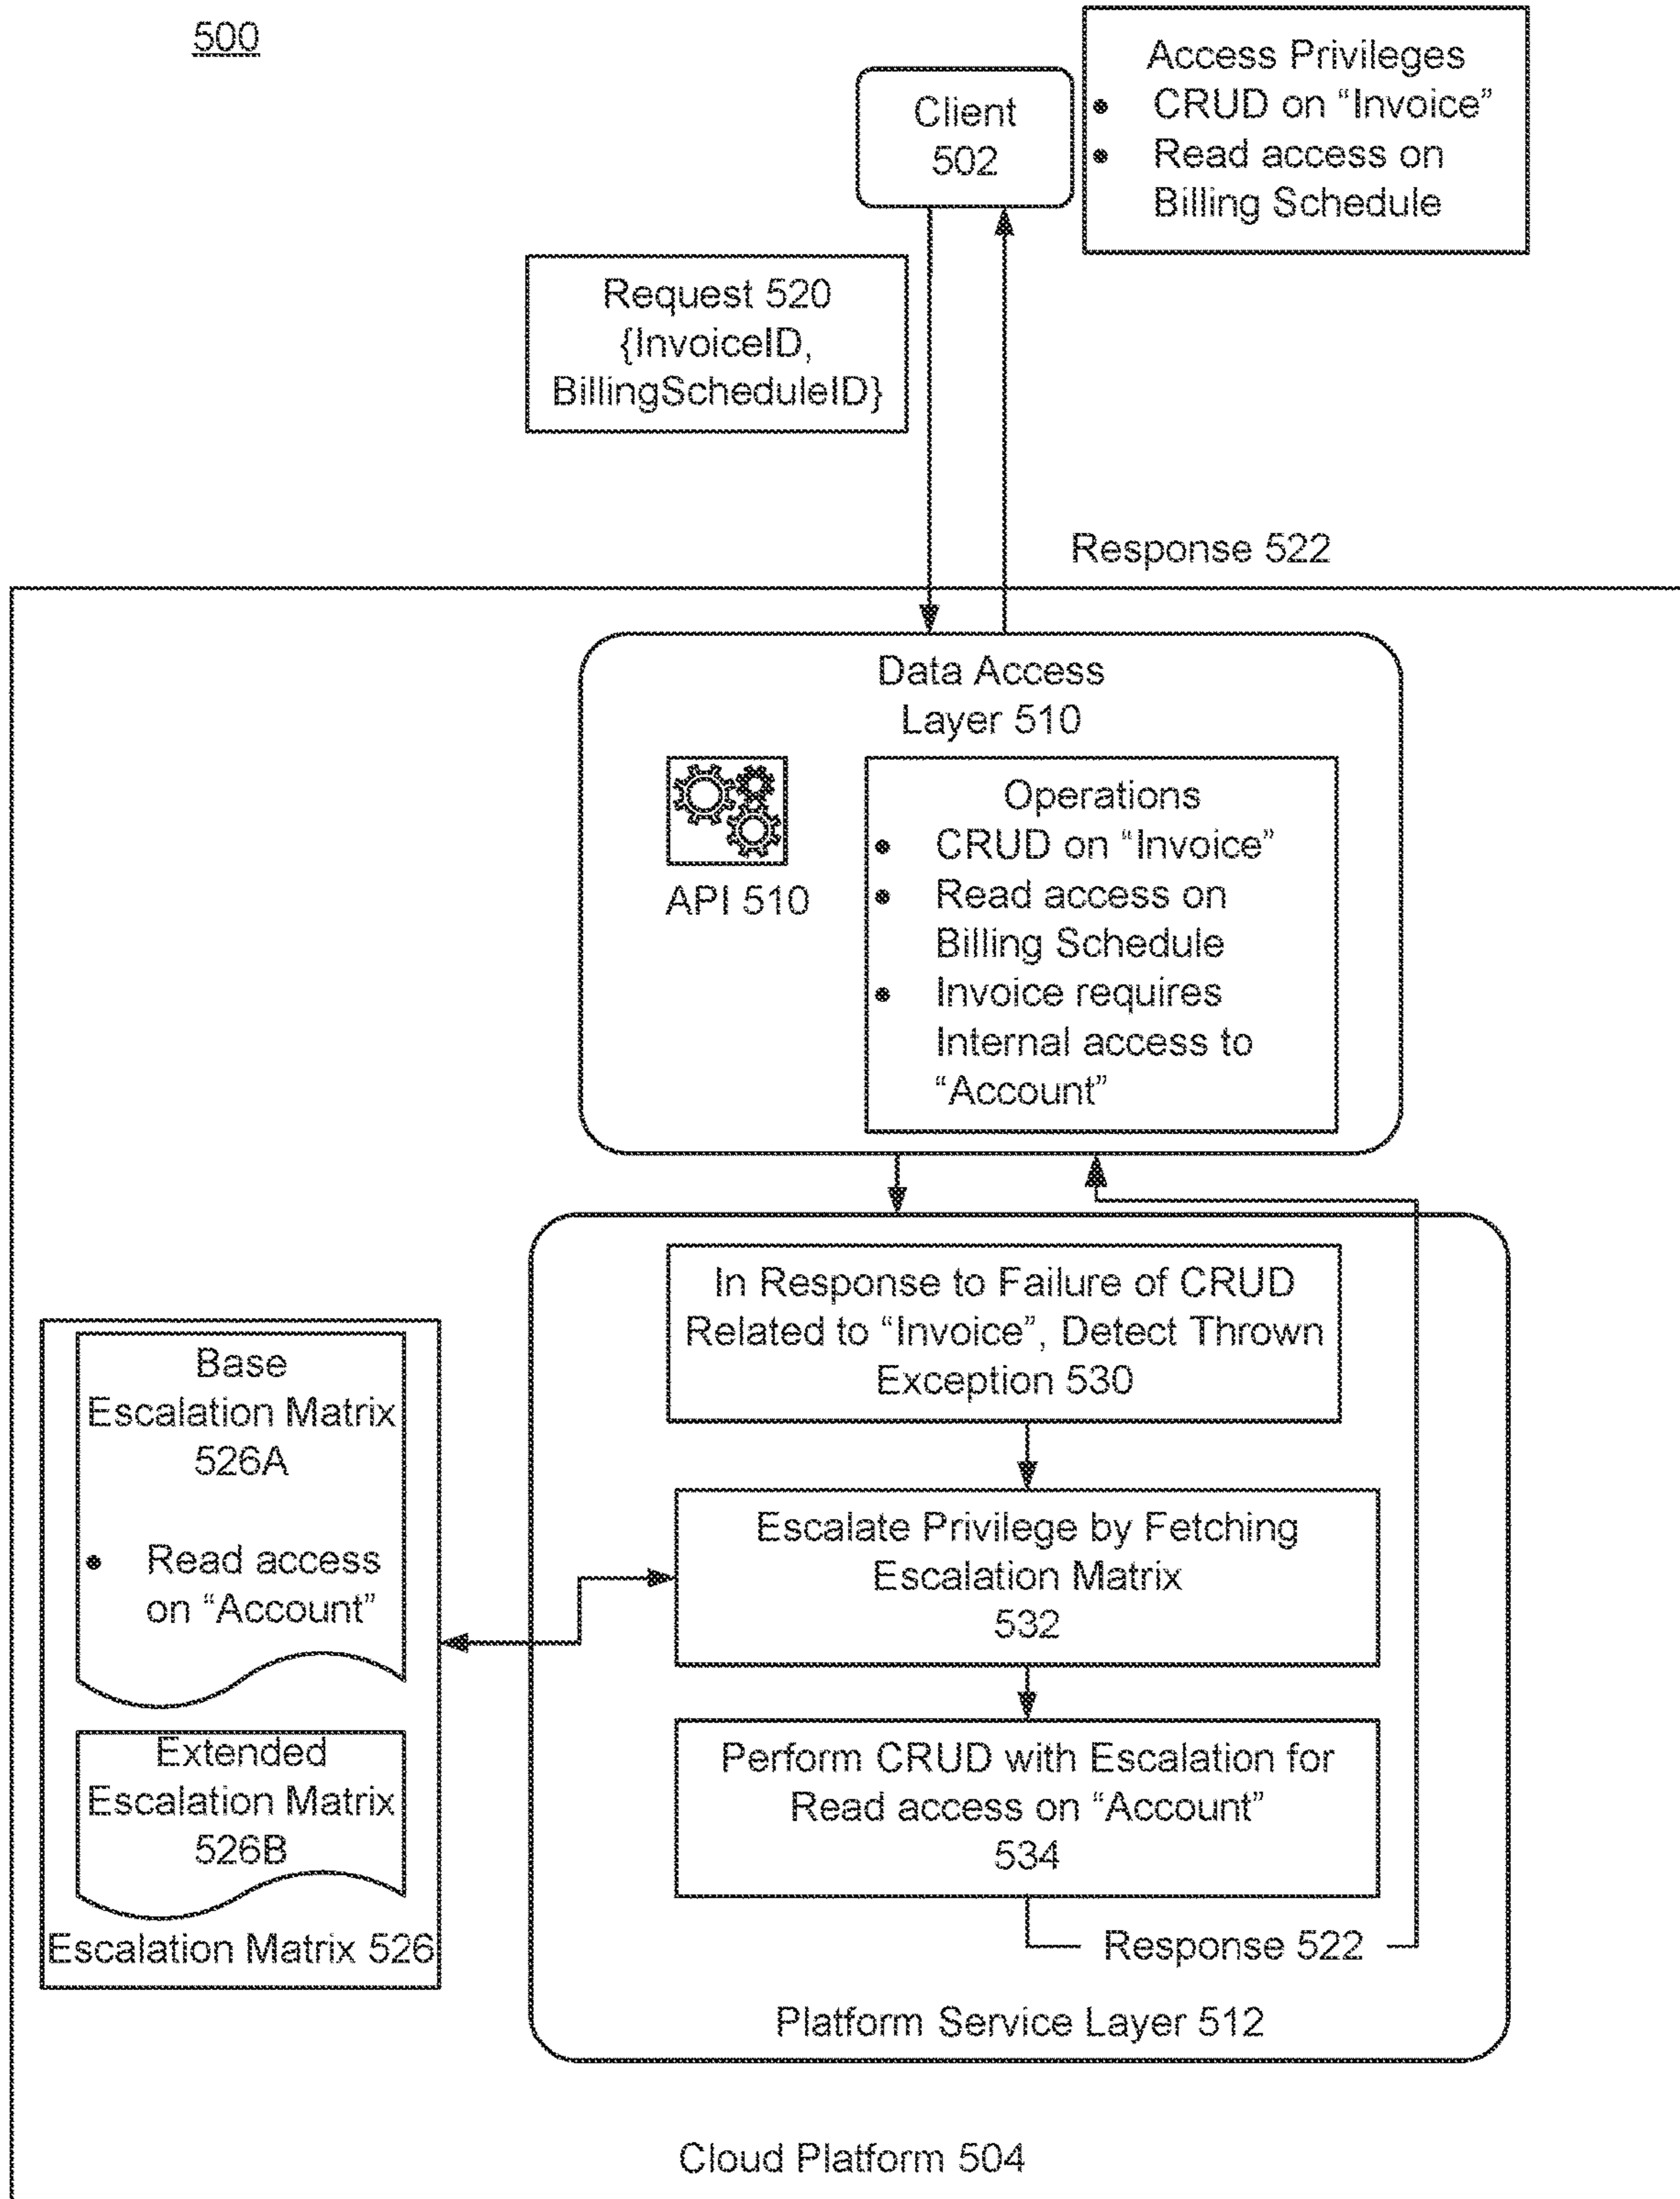 500
Client
502
Access Privileges
• CRUD on “Invoice”
• Read access on
Billing Schedule
Request 520
{InvoiceID,
BillingScheduleID}
Response 522
Data Access
Layer 510
API 510
Operations
• CRUD on “Invoice”
• Read access on
Billing Schedule
• Invoice requires
Internal access to
“Account”
In Response to Failure of CRUD
Related to “Invoice”, Detect Thrown
Exception 530
Base
Escalation Matrix
526A
• Read access
on “Account”
Escalate Privilege by Fetching
Escalation Matrix
532
Extended
Escalation Matrix
526B
Escalation Matrix 526
Perform CRUD with Escalation for
Read access on “Account”
534
Response 522
Platform Service Layer 512
Cloud Platform 504